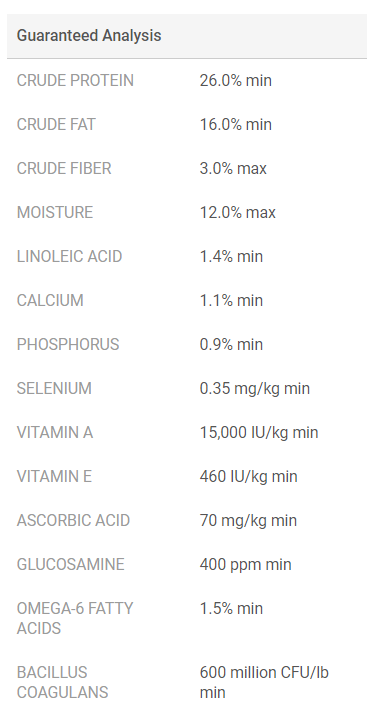 Guaranteed Analysis
CRUDE PROTEIN 26.0% min
CRUDE FAT 16.0% min
CRUDE FIBER 3.0% max
MOISTURE 12.0% max
LINOLEIC ACID 1.4% min
CALCIUM 1.1% min
PHOSPHORUS 0.9% min
SELENIUM 0.35 mg/kg min
VITAMIN A 15,000 IU/kg min
VITAMIN E 460 IU/kg min
ASCORBIC ACID 70 mg/kg min
GLUCOSAMINE 400 ppm min
OMEGA-6 FATTY 1.5% min
ACIDS
BACILLUS 600 million CFU/lb
COAGULANS min